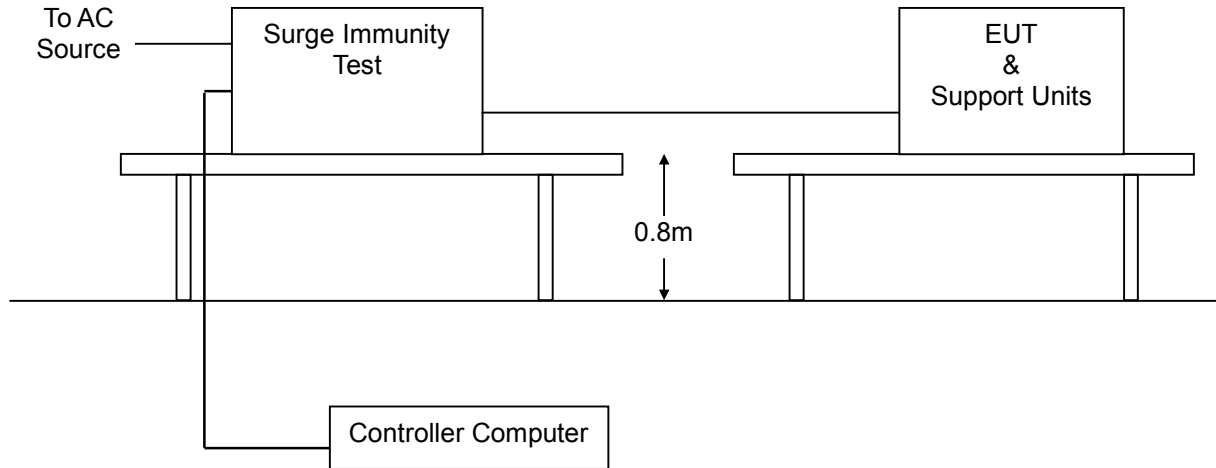 To AC
Source
Surge Immunity
Test
EUT
&
Support Units
0.8m
Controller Computer